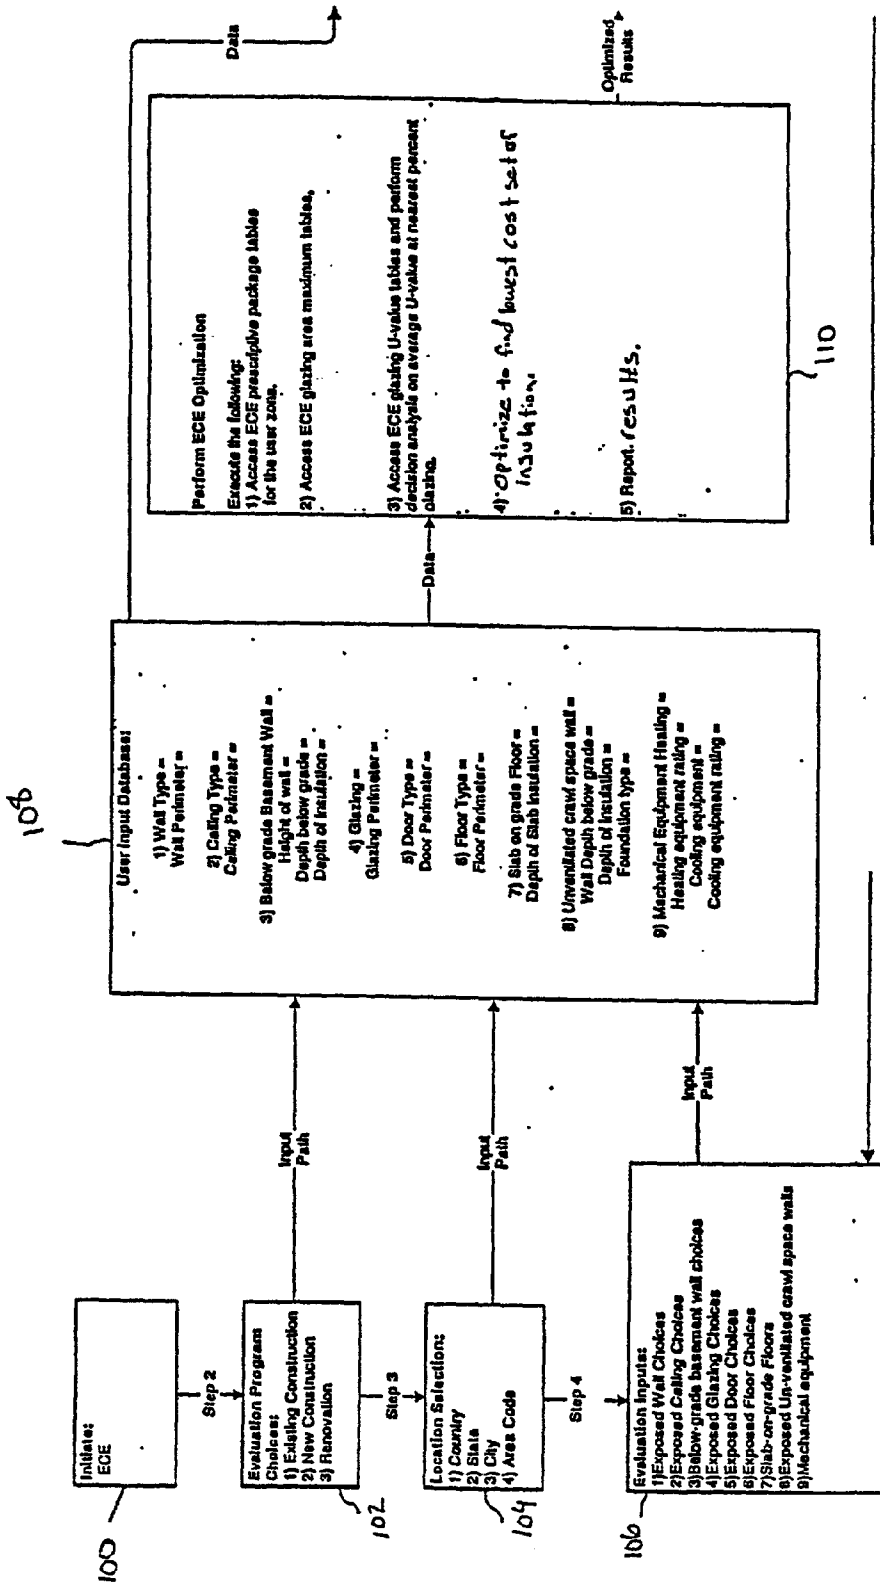 100
Initiate:
ECE
Step 2
102
Evaluation Program
Choices:
1) Existing Construction
2) New Construction
3) Renovation
Step 3
104
Location Selection:
1) Country
2) State
3) City
4) Area Code
Step 4
106
Evaluation Inputs:
1)Exposed Wall Choices
2)Exposed Ceiling Choices
3)Below-grade basement wall choices
4)Exposed Glazing Choices
5)Exposed Door Choices
6)Exposed Floor Choices
7)Slab-on-grade Floors
8)Exposed Un-ventilated crawl space walls
9)Mechanical equipment
Input
Path
Input
Path
Input
Path
108
User Input Database:
1) Wall Type =
Wall Perimeter =
2) Ceiling Type =
Ceiling Perimeter =
3) Below grade Basement Wall =
Height of wall =
Depth below grade =
Depth of Insulation =
4) Glazing =
Glazing Perimeter =
5) Door Type =
Door Perimeter =
6) Floor Type =
Floor Perimeter =
7) Slab on grade Floor =
Depth of Slab Insulation =
8) Unventilated crawl space wall =
Wall Depth below grade =
Depth of Insulation =
Foundation type =
9) Mechanical Equipment Heating =
Heating equipment rating =
Cooling equipment =
Cooling equipment rating =
Data
Data
Perform ECE Optimization
Execute the following:
1) Access ECE prescriptive package tables
for the user zone.
2) Access ECE glazing area maximum tables.
3) Access ECE glazing U-value tables and perform
decision analysis on average U-value at nearest percent
glazing.
4) Optimize to find lowest cost set of
insulation.
5) Report results.
110
Optimized
Results